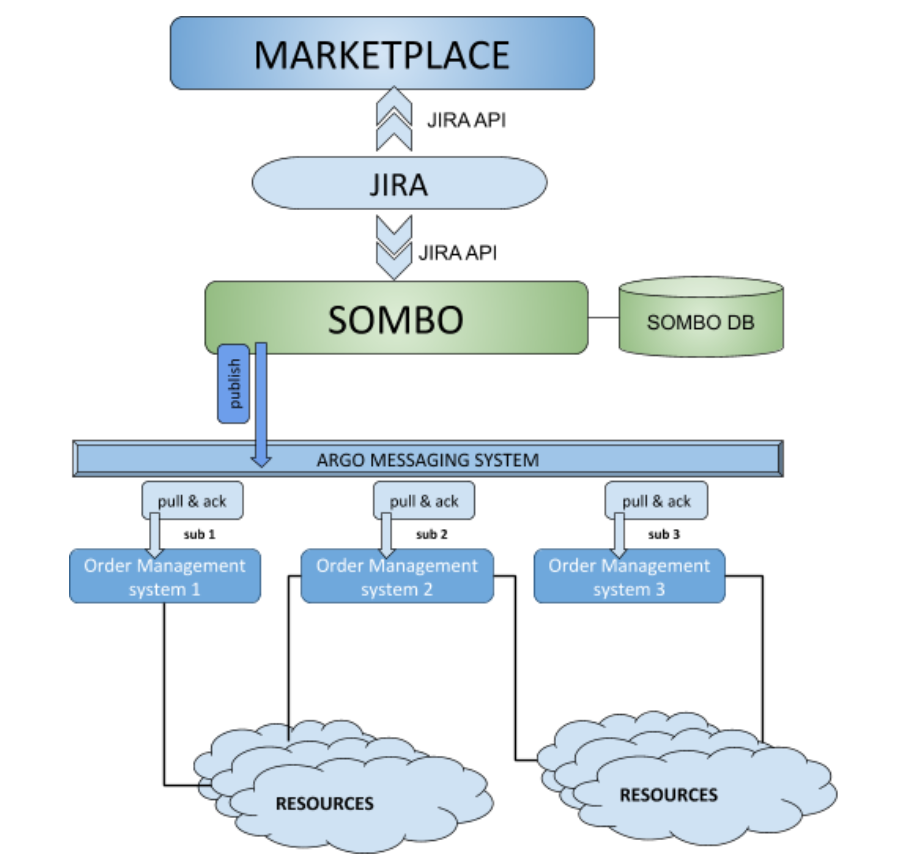 MARKETPLACE
JIRA API
JIRA
JIRA API
SOMBO
SOMBO DB
publish
ARGO MESSAGING SYSTEM
pull & ack
pull & ack
pull & ack
sub 1
sub 2
sub 3
Order Management
system 1
Order Management
system 2
Order Management
system 3
RESOURCES
RESOURCES